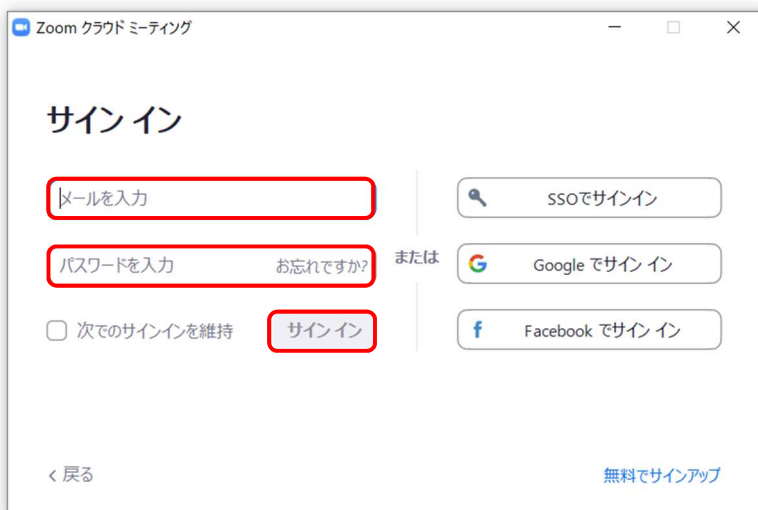 Zoom クラウド ミーティング
サイン イン
メールを入力
パスワードを入力 お忘れですか?
次でのサインインを維持 サイン イン
または
SSOでサインイン
Google でサイン イン
Facebook でサイン イン
< 戻る
無料でサインアップ